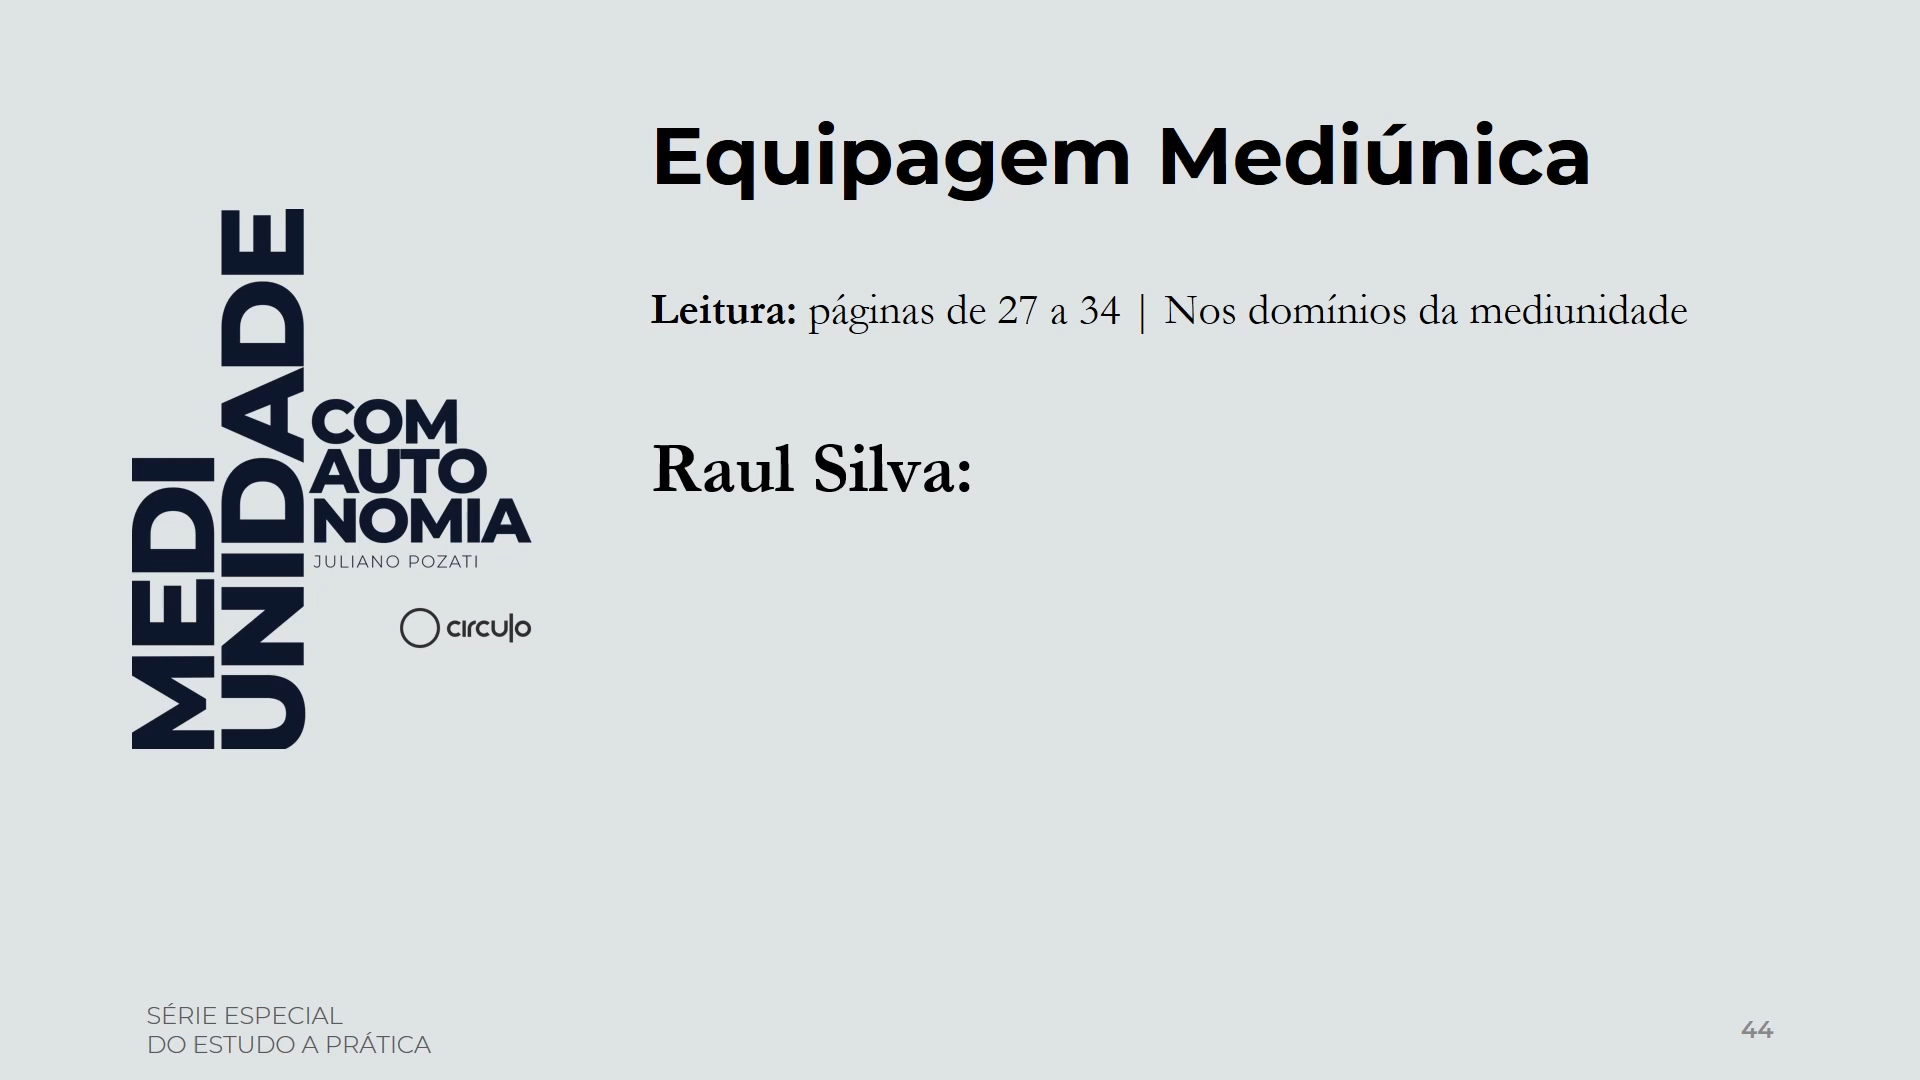 Equipagem Mediúnica
Leitura: páginas de 27 a 34 | Nos domínios da mediunidade
Raul Silva:
MEDI
UNIDADE
COM
AUTO
NOMIA
JULIANO POZATI
circulo
SÉRIE ESPECIAL
DO ESTUDO A PRÁTICA
44